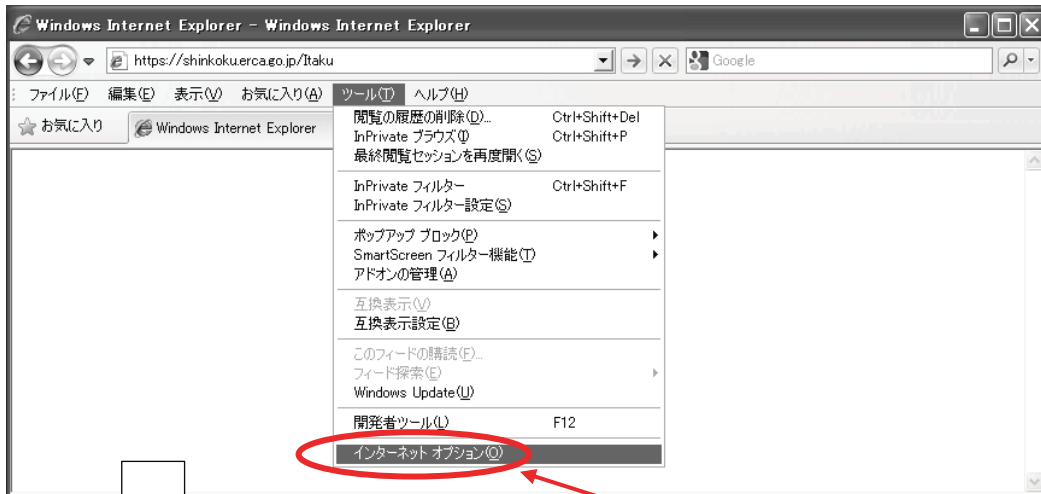 Windows Internet Explorer - Windows Internet Explorer
https://shinkoku.erca.go.jp/Itaku
Google
ファイル(F) 編集(E) 表示(V) お気に入り(A) ツール(T) ヘルプ(H)
お気に入り Windows Internet Explorer
閲覧の履歴の削除(D)... Ctrl+Shift+Del
InPrivate ブラウズ(I) Ctrl+Shift+P
最終閲覧セッションを再度開く(S)
InPrivate フィルター Ctrl+Shift+F
InPrivate フィルター設定(S)
ポップアップ ブロック(P)
SmartScreen フィルター機能(T)
アドオンの管理(A)
互換表示(V)
互換表示設定(B)
このフィードの購読(F)...
フィード探索(E)
Windows Update(U)
開発者ツール(L) F12
インターネット オプション(O)